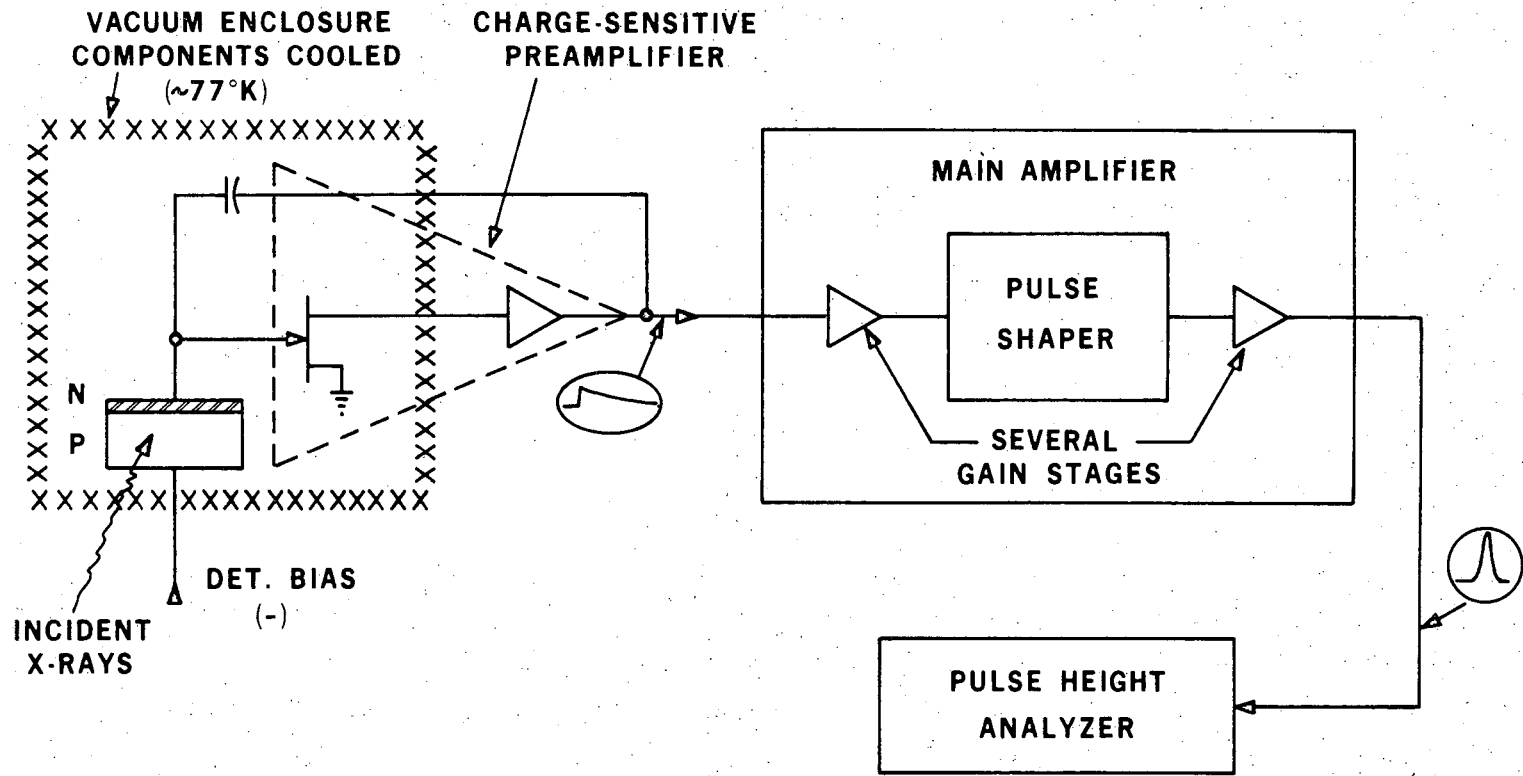 VACUUM ENCLOSURE
COMPONENTS COOLED
(~77°K)
CHARGE-SENSITIVE
PREAMPLIFIER
MAIN AMPLIFIER
PULSE
SHAPER
SEVERAL
GAIN STAGES
N
P
DET. BIAS
(-)
INCIDENT
X-RAYS
PULSE HEIGHT
ANALYZER